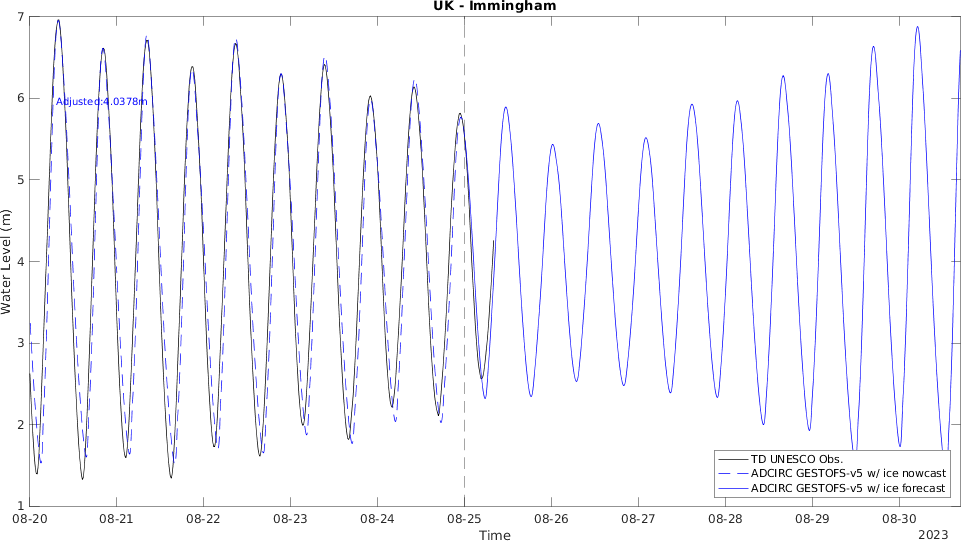 UK - Immingham
7
6
5
4
3
2
1
Water Level (m)
Adjusted:4.0378m
TD UNESCO Obs.
ADCIRC GESTOFS-v5 w/ ice nowcast
ADCIRC GESTOFS-v5 w/ ice forecast
08-20 08-21 08-22 08-23 08-24 08-25 08-26 08-27 08-28 08-29 08-30
Time
2023